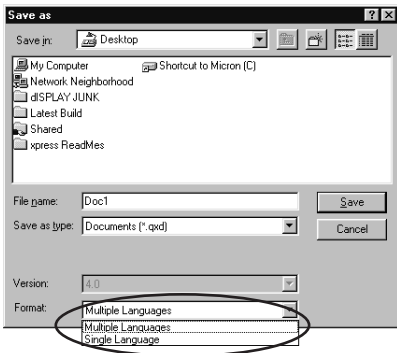 Save as
Save in: Desktop
My Computer Shortcut to Micron (C)
Network Neighborhood
dISPLAY JUNK
Latest Build
Shared
xpress ReadMes
File name: Doc1 Save
Save as type: Documents (*.qxd) Cancel
Version: 4.0
Format: Multiple Languages
Multiple Languages
Single Language